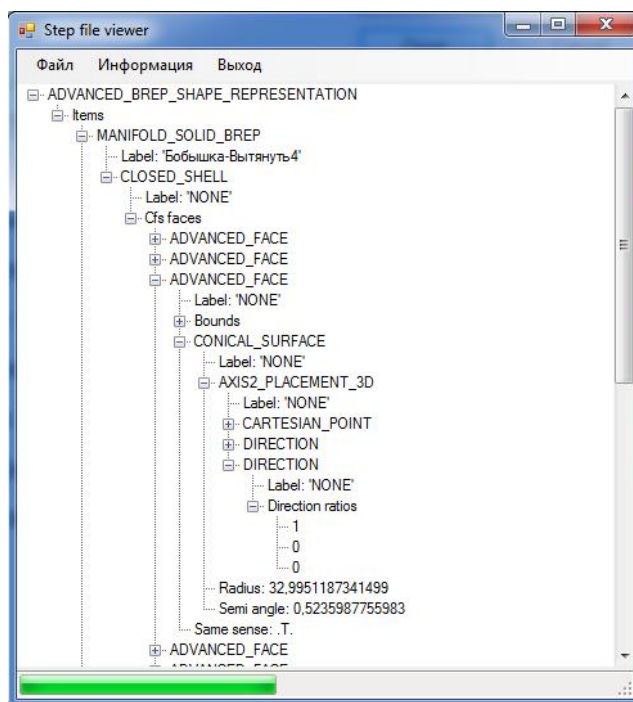 Step file viewer
Файл Информация Выход
ADVANCED_BREP_SHAPE_REPRESENTATION
Items
MANIFOLD_SOLID_BREP
Label: 'Бобышка-Вытянуть4'
CLOSED_SHELL
Label: 'NONE'
Cfs faces
ADVANCED_FACE
ADVANCED_FACE
ADVANCED_FACE
Label: 'NONE'
Bounds
CONICAL_SURFACE
Label: 'NONE'
AXIS2_PLACEMENT_3D
Label: 'NONE'
CARTESIAN_POINT
DIRECTION
DIRECTION
Label: 'NONE'
Direction ratios
1
0
0
Radius: 32,9951187341499
Semi angle: 0,5235987755983
Same sense: .T.
ADVANCED_FACE